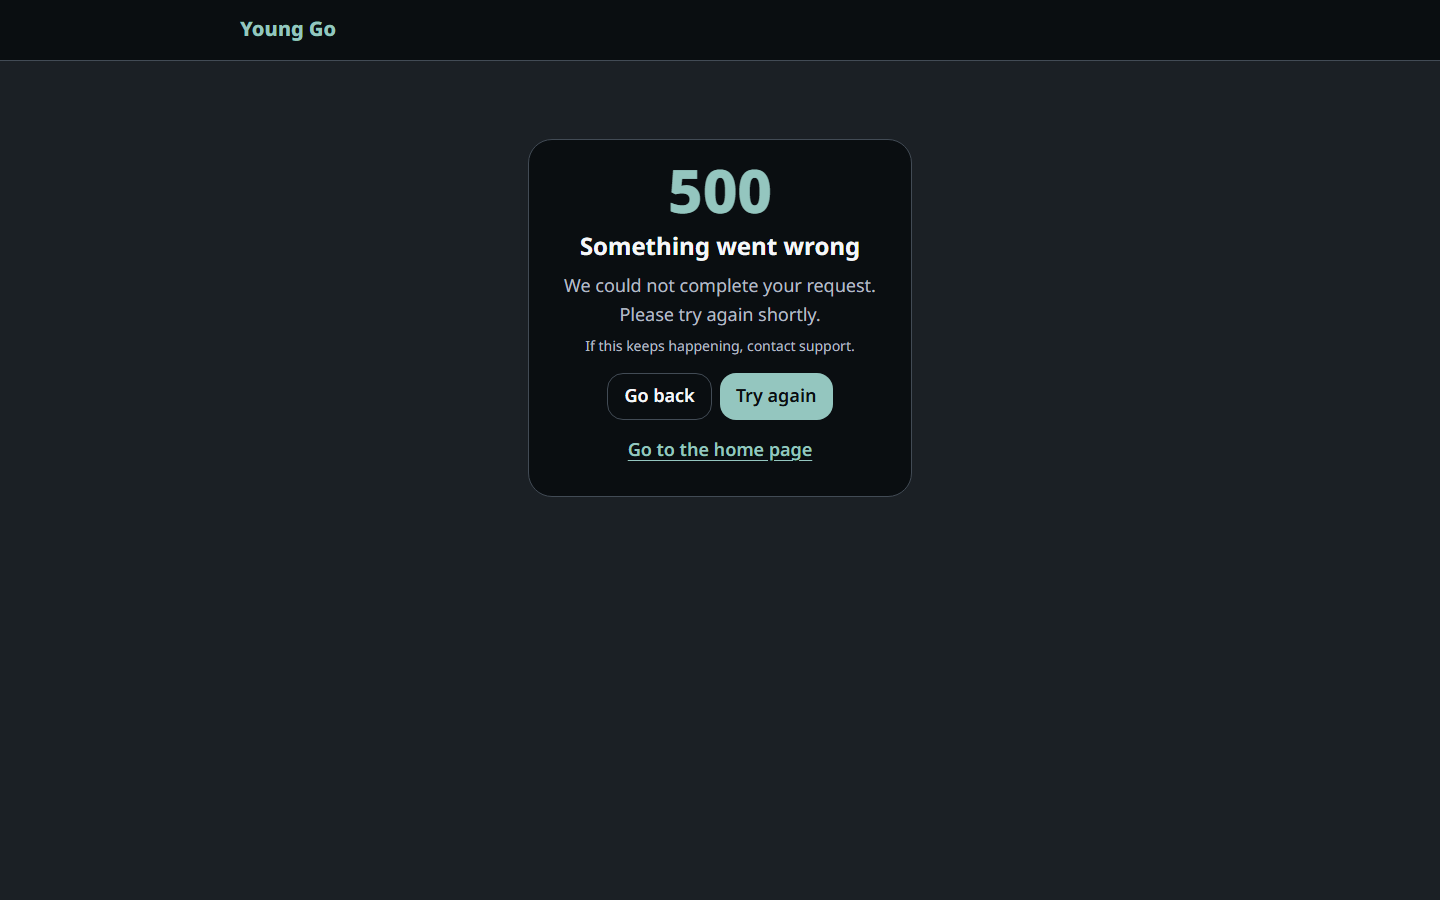 Young Go
500
Something went wrong
We could not complete your request.
Please try again shortly.
If this keeps happening, contact support.
Go back
Try again
Go to the home page